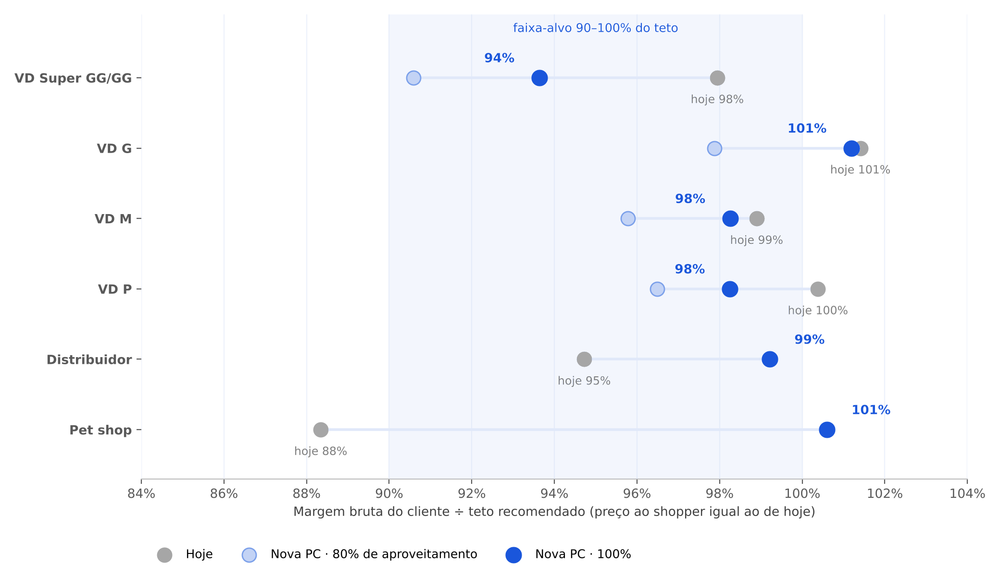 faixa-alvo 90–100% do teto
94%
VD Super GG/GG
hoje 98%
101%
VD G
hoje 101%
98%
VD M
hoje 99%
98%
VD P
hoje 100%
99%
Distribuidor
hoje 95%
101%
Pet shop
hoje 88%
84% 86% 88% 90% 92% 94% 96% 98% 100% 102% 104%
Margem bruta do cliente ÷ teto recomendado (preço ao shopper igual ao de hoje)
Hoje Nova PC · 80% de aproveitamento Nova PC · 100%